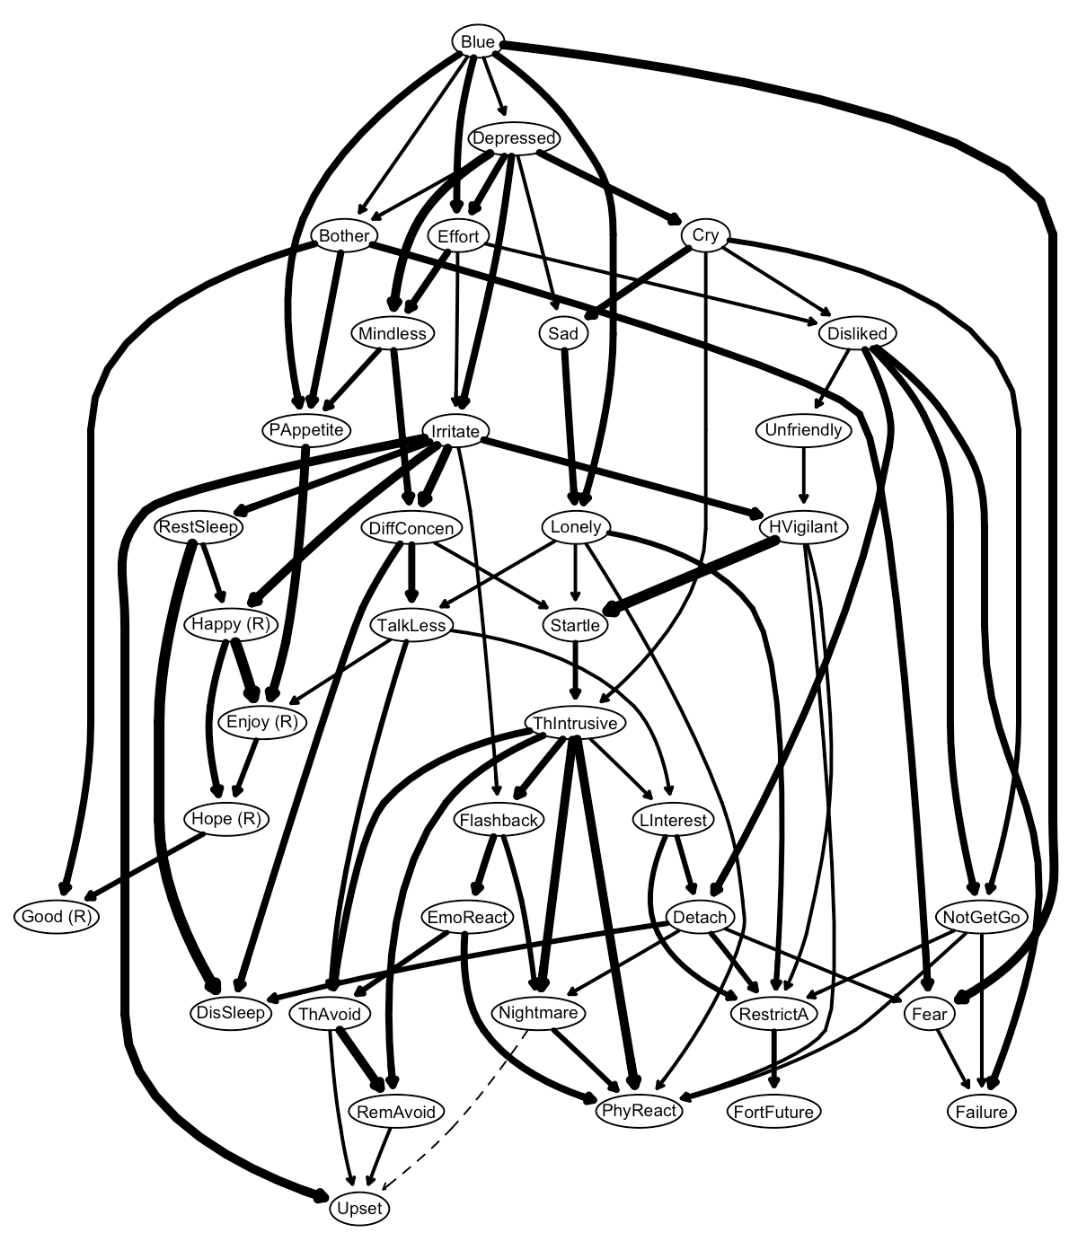 Blue
Depressed
Bother
Effort
Cry
Mindless
Sad
Disliked
PAppetite
Irritate
Unfriendly
RestSleep
DiffConcen
Lonely
HVigilant
Happy (R)
TalkLess
Startle
Enjoy (R)
ThIntrusive
Hope (R)
Flashback
LInterest
Good (R)
EmoReact
Detach
NotGetGo
DisSleep
ThAvoid
Nightmare
RestrictA
Fear
RemAvoid
PhyReact
FortFuture
Failure
Upset